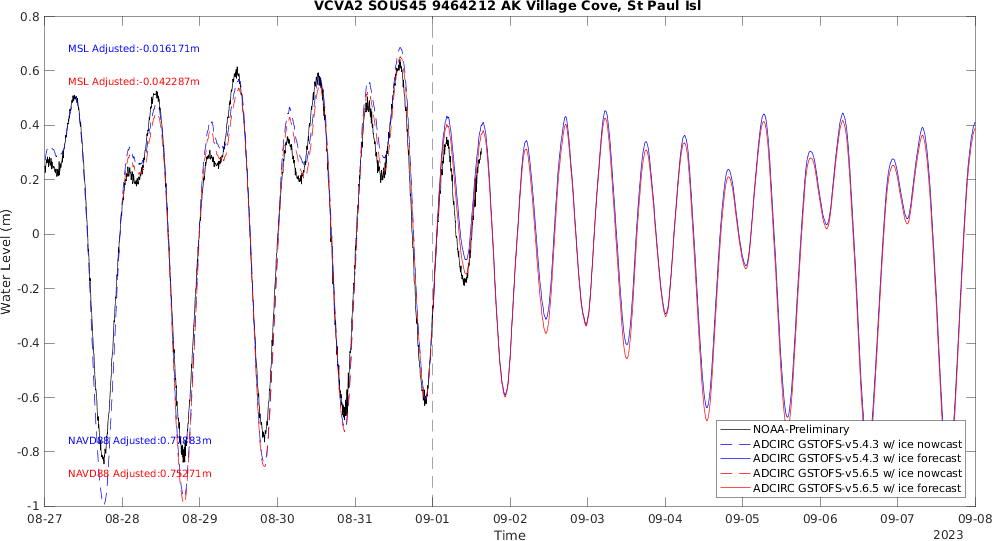 VCVA2 SOUS45 9464212 AK Village Cove, St Paul Isl
0.8
0.6
0.4
0.2
0
-0.2
-0.4
-0.6
-0.8
-1
Water Level (m)
MSL Adjusted:-0.016171m
MSL Adjusted:-0.042287m
NAVD88 Adjusted:0.77883m
NAVD88 Adjusted:0.75271m
NOAA-Preliminary
ADCIRC GSTOFS-v5.4.3 w/ ice nowcast
ADCIRC GSTOFS-v5.4.3 w/ ice forecast
ADCIRC GSTOFS-v5.6.5 w/ ice nowcast
ADCIRC GSTOFS-v5.6.5 w/ ice forecast
08-27 08-28 08-29 08-30 08-31 09-01 09-02 09-03 09-04 09-05 09-06 09-07 09-08
Time
2023